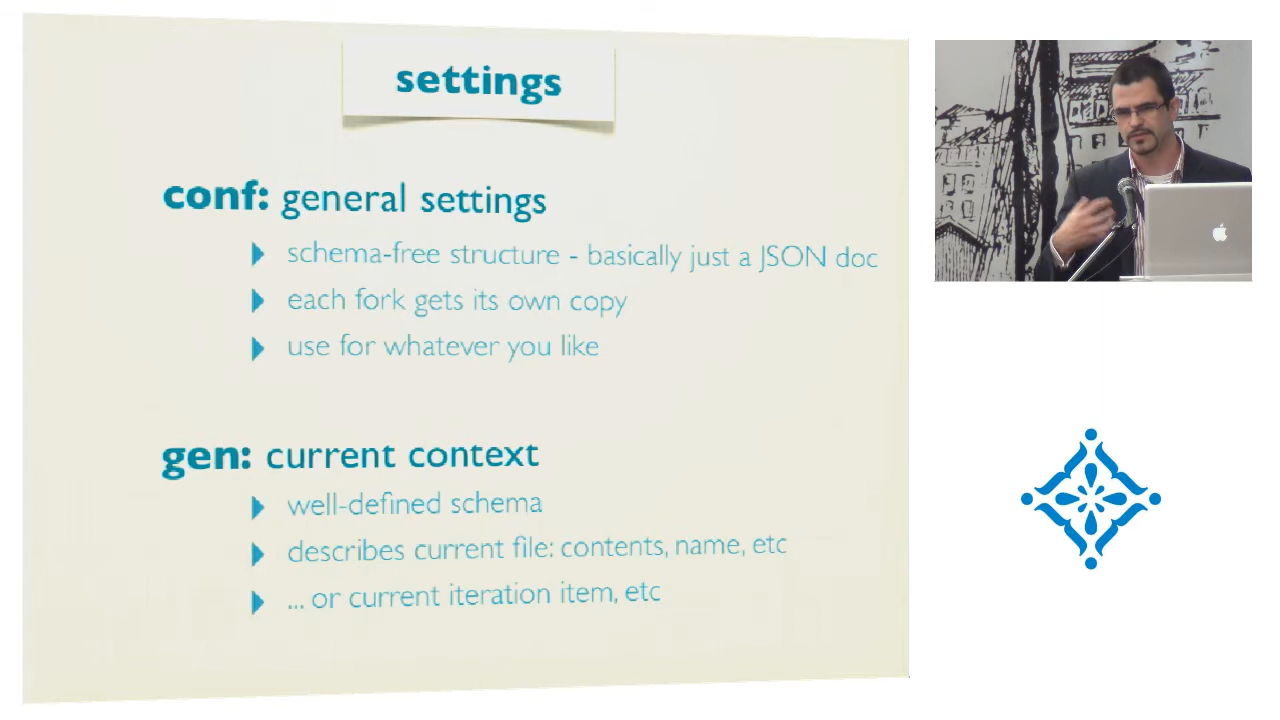 settings
conf: general settings
schema-free structure - basically just a JSON doc
each fork gets its own copy
use for whatever you like
gen: current context
well-defined schema
describes current file: contents, name, etc
... or current iteration item, etc